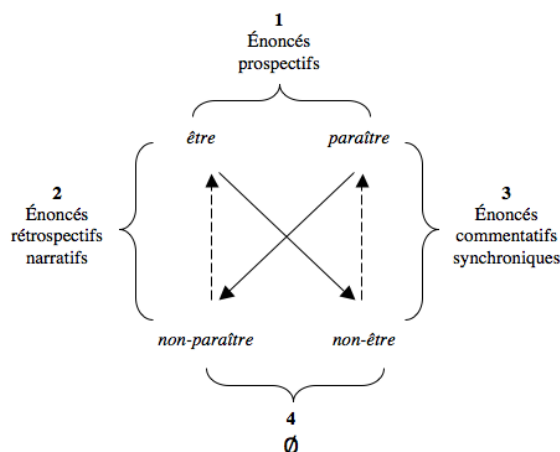 1
Énoncés
prospectifs
être
paraître
2
Énoncés
rétrospectifs
narratifs
3
Énoncés
commentatifs
synchroniques
non-paraître
non-être
4
Ø